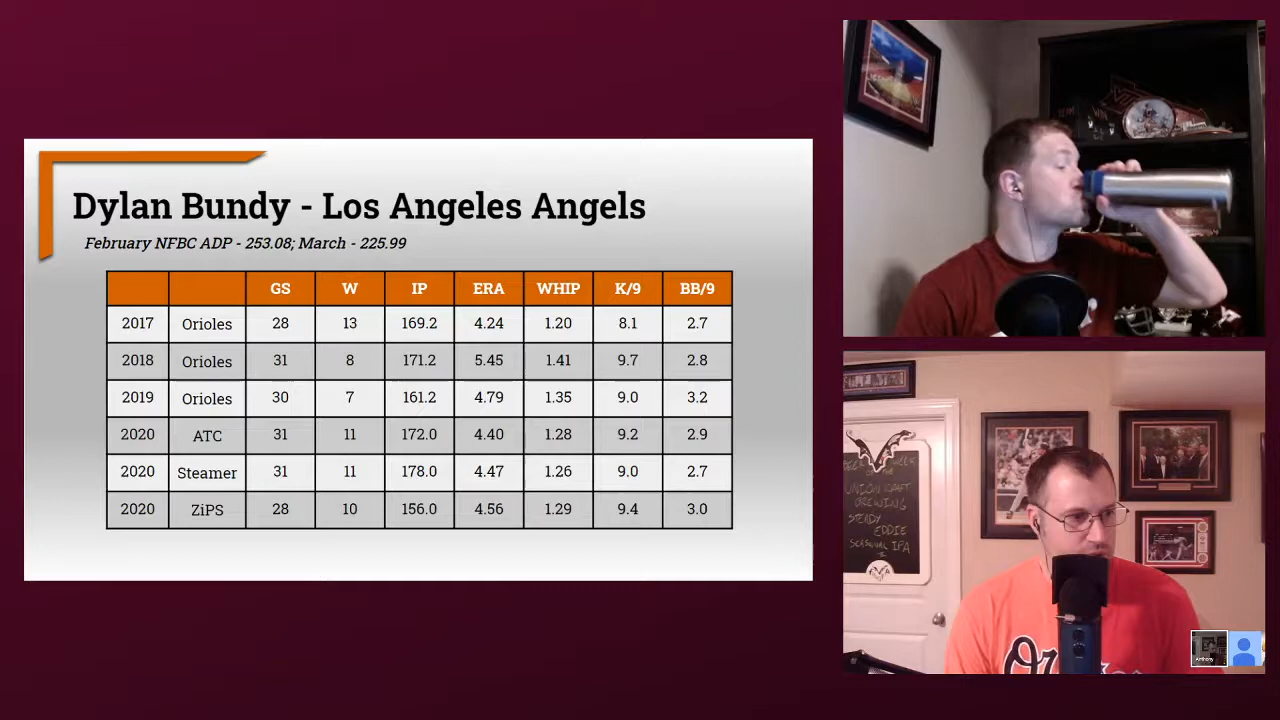 Dylan Bundy - Los Angeles Angels
February NFBC ADP - 253.08; March - 225.99
GS W IP ERA WHIP K/9 BB/9
2017 Orioles 28 13 169.2 4.24 1.20 8.1 2.7
2018 Orioles 31 8 171.2 5.45 1.41 9.7 2.8
2019 Orioles 30 7 161.2 4.79 1.35 9.0 3.2
2020 ATC 31 11 172.0 4.40 1.28 9.2 2.9
2020 Steamer 31 11 178.0 4.47 1.26 9.0 2.7
2020 ZiPS 28 10 156.0 4.56 1.29 9.4 3.0
UNION CRAFT
BREWING
STEADY
EDDIE
SEASONAL IPA
Anthony